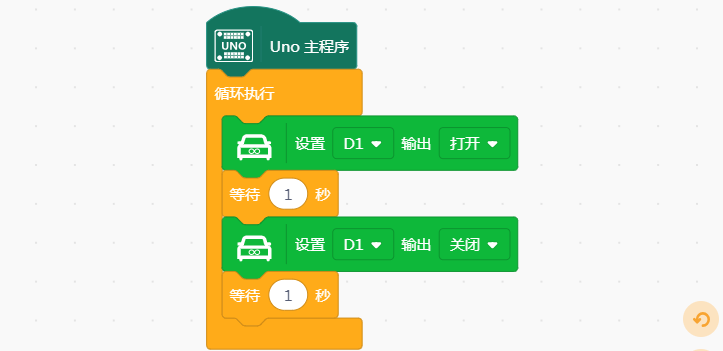 UNO Uno 主程序
循环执行
设置 D1 输出 打开
等待 1 秒
设置 D1 输出 关闭
等待 1 秒